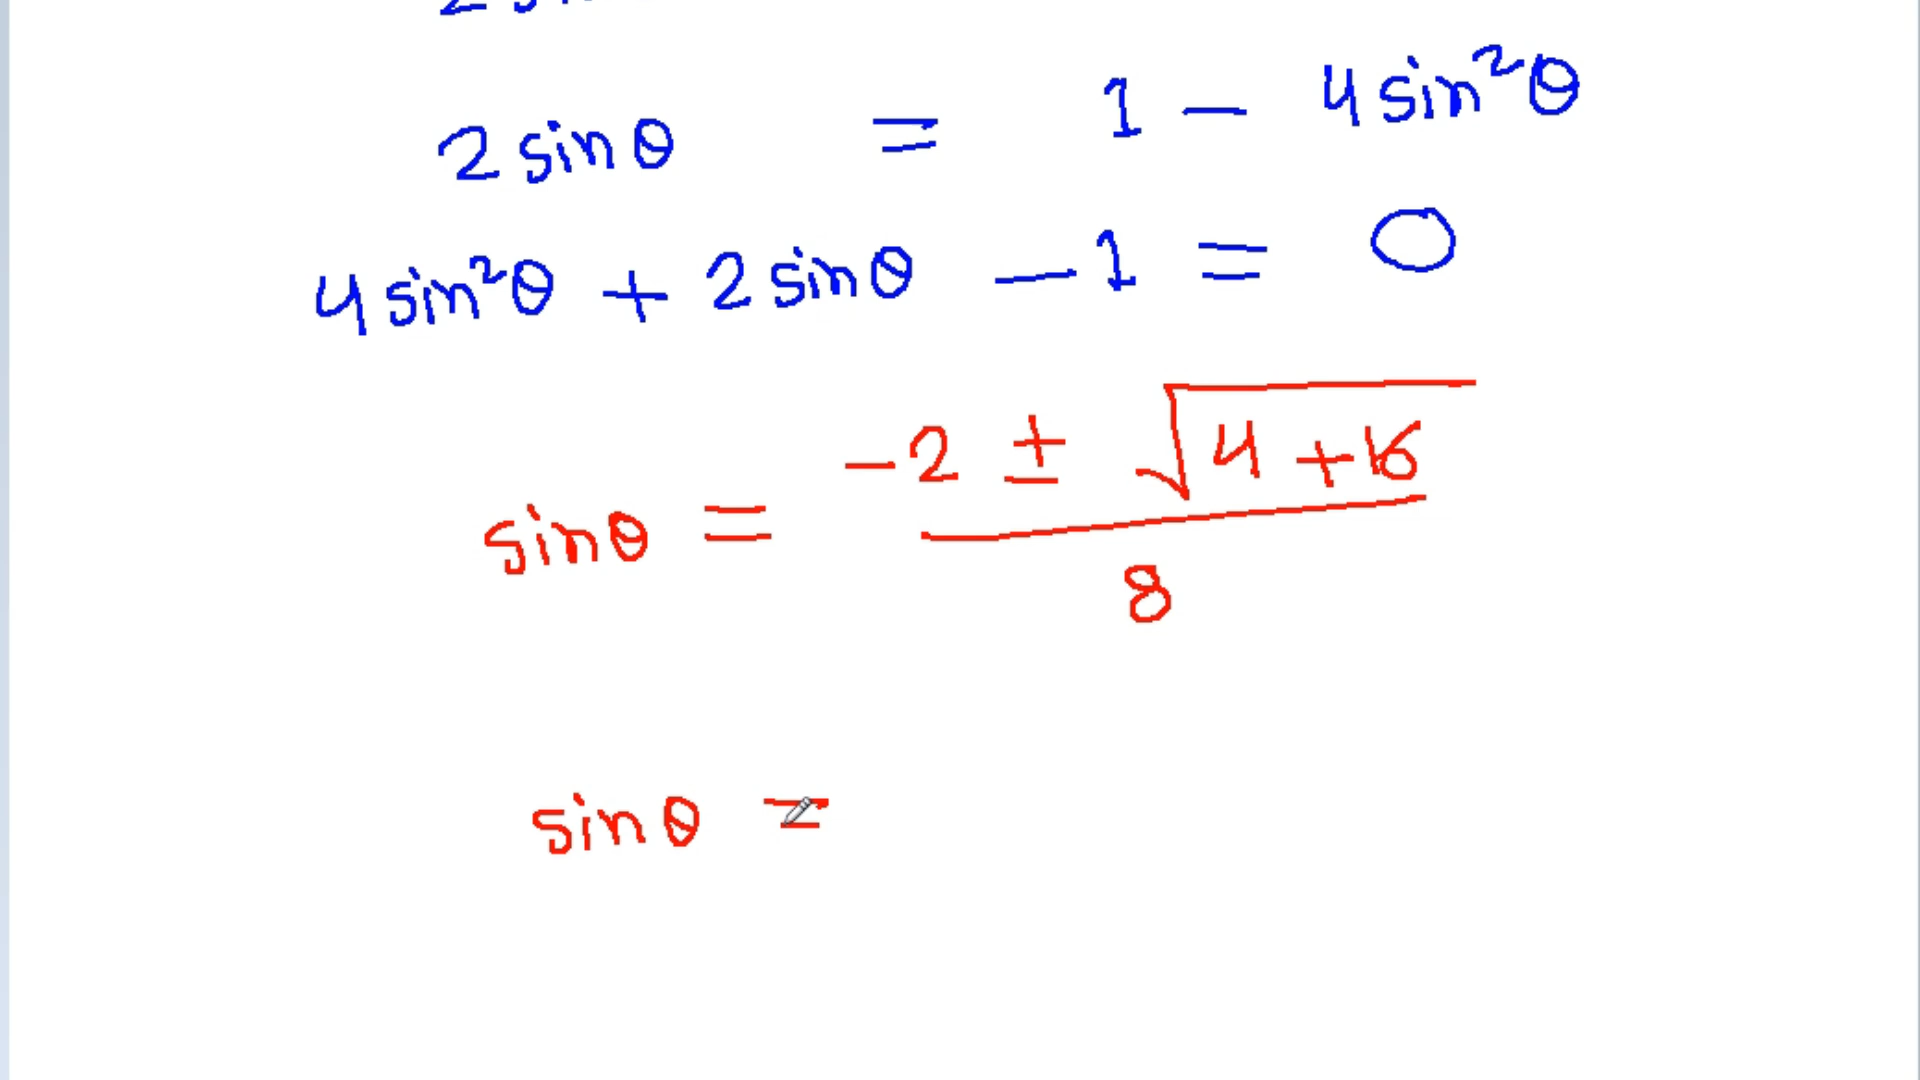 2 sinθ = 1 - 4 sin²θ
4 sin²θ + 2 sinθ - 1 = 0
sinθ = -2 ± √4+16 / 8
sinθ =